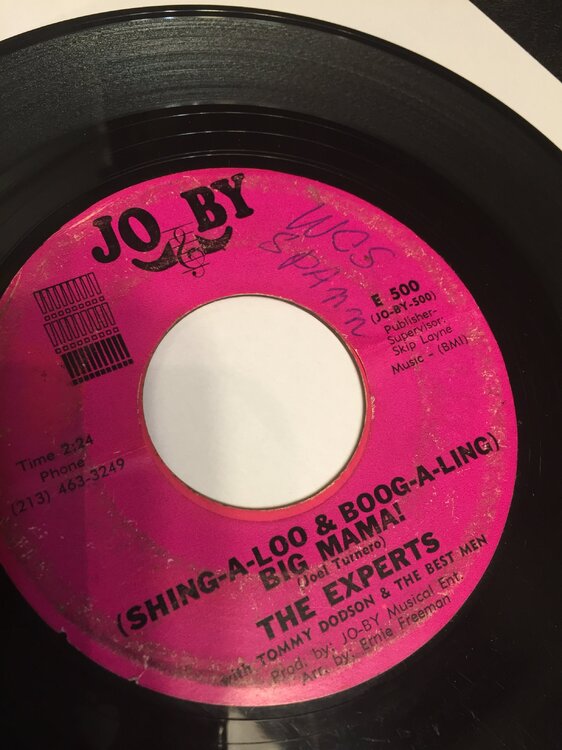 JO BY
WCS
SPANN
E 500
(JO-BY-500)
Publisher-
Supervisor:
Skip Layne
Music - (BMI)
Time 2:24
Phone
(213) 463-3249
(SHING-A-LOO & BOOG-A-LING)
BIG MAMA!
(Joel Turnero)
THE EXPERTS
with TOMMY DODSON & THE BEST MEN
Prod. by: JO-BY Musical Ent.
Arr. by: Ernie Freeman